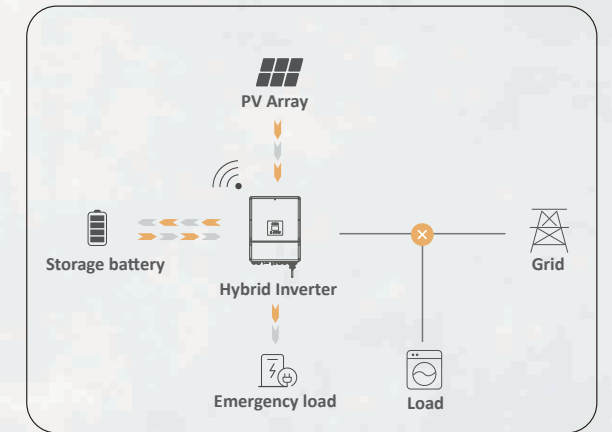 PV Array
Storage battery
Hybrid Inverter
Grid
Emergency load
Load